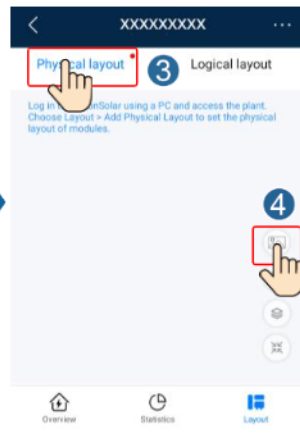 XXXXXXXXX
Physical layout
3
Logical layout
Log in Solar using a PC and access the plant.
Choose Layout > Add Physical Layout to set the physical
layout of modules.
4
Overview
Statistics
Layout